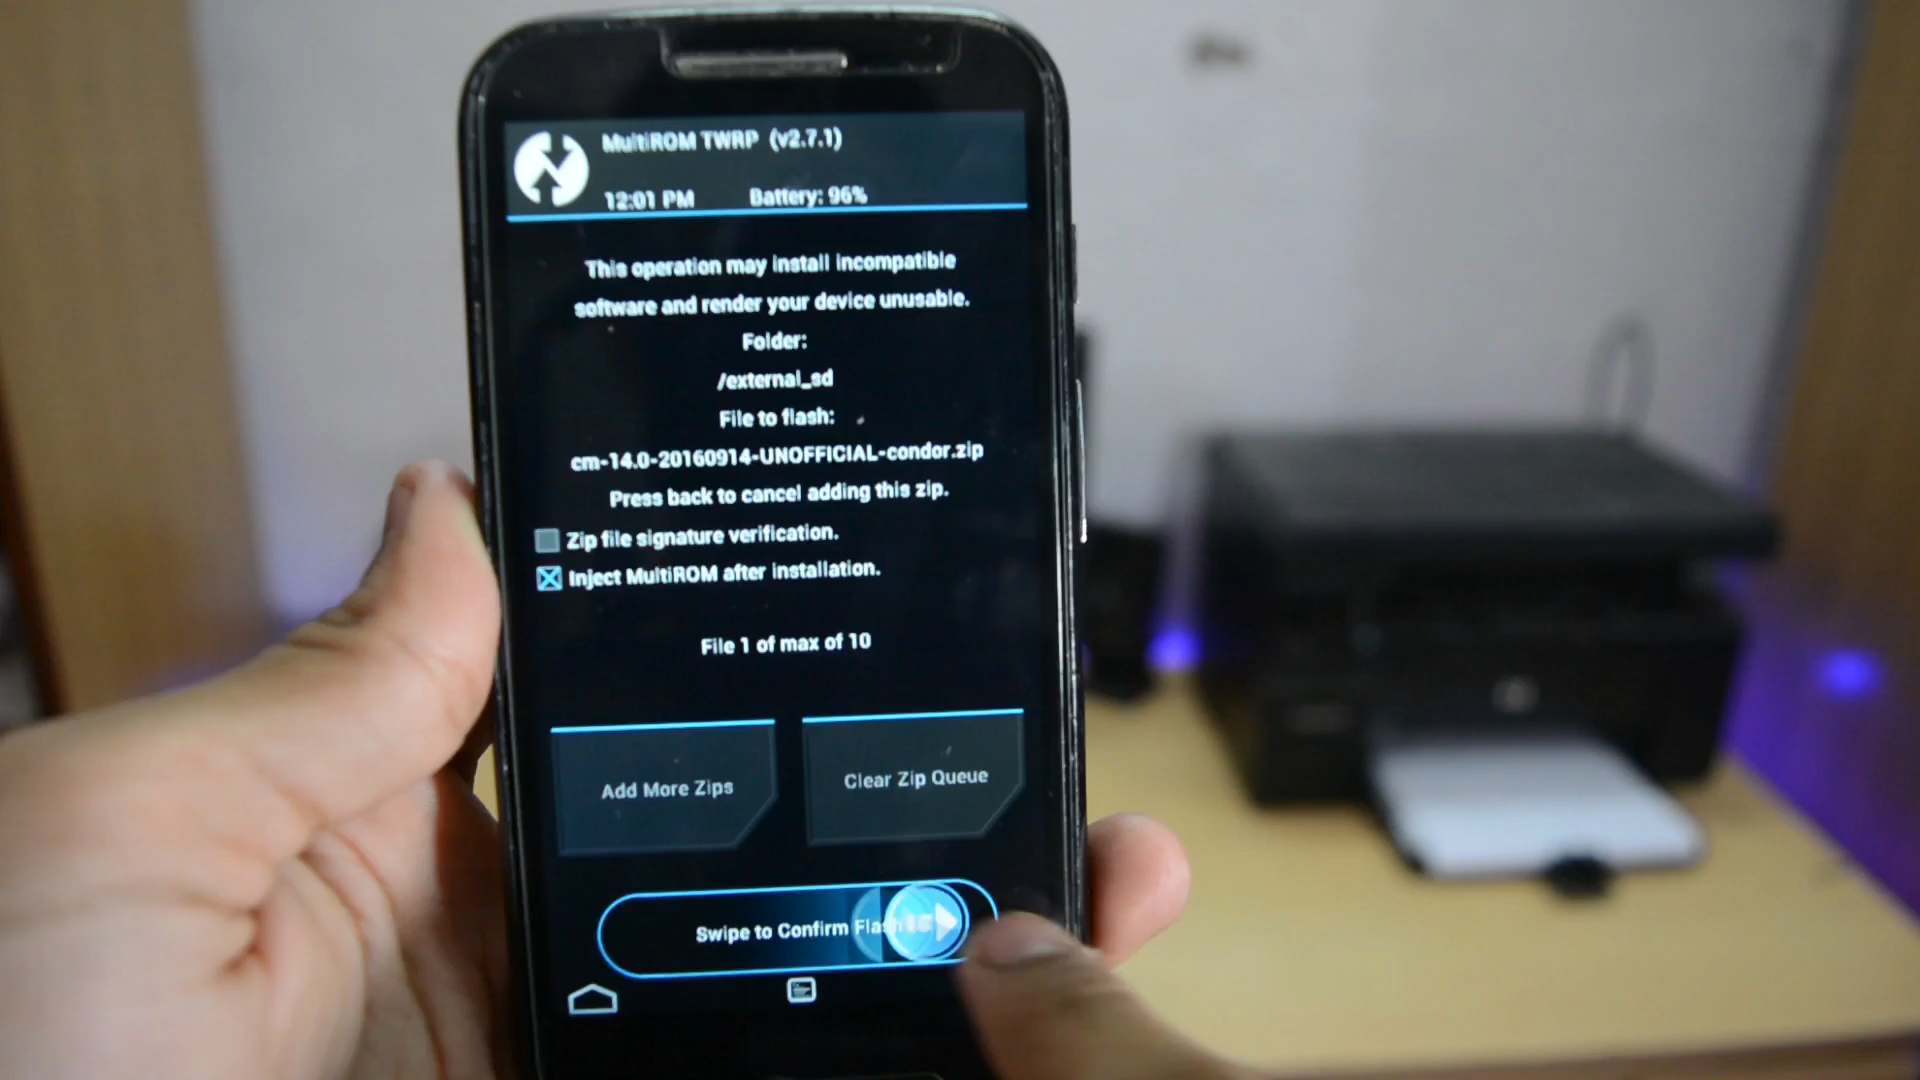 MultiROM TWRP (v2.7.1)
12:01 PM Battery: 96%
This operation may install incompatible
software and render your device unusable.
Folder:
/external_sd
File to flash:
cm-14.0-20160914-UNOFFICIAL-condor.zip
Press back to cancel adding this zip.
Zip file signature verification.
Inject MultiROM after installation.
File 1 of max of 10
Add More Zips
Clear Zip Queue
Swipe to Confirm Flash